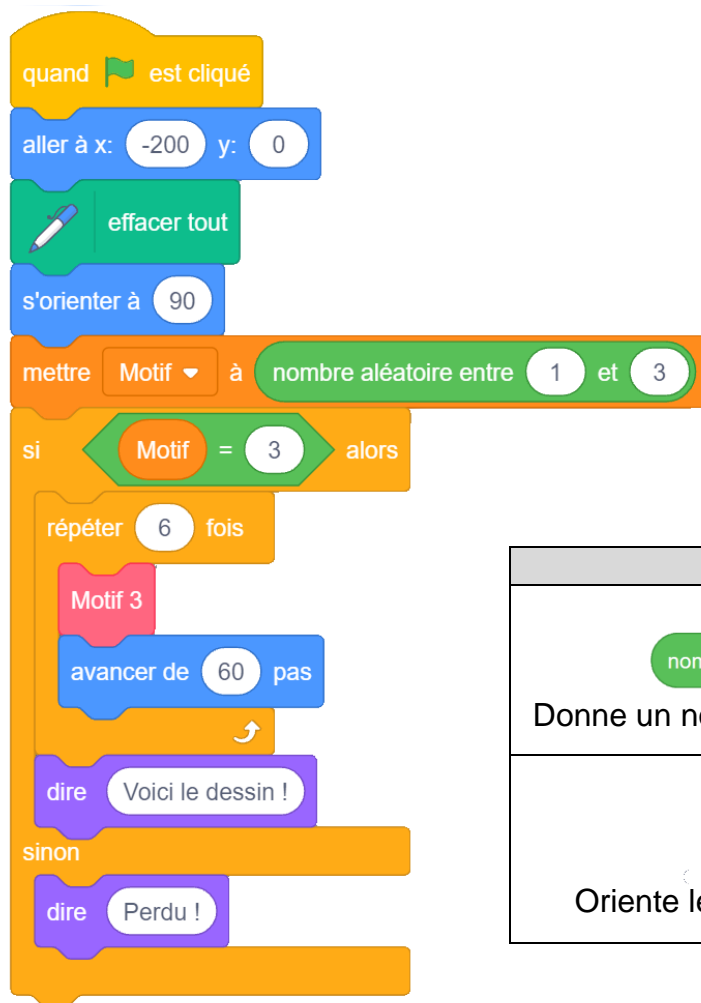 quand est cliqué
aller à x: -200 y: 0
effacer tout
s'orienter à 90
mettre Motif à nombre aléatoire entre 1 et 3
si Motif = 3 alors
répéter 6 fois
Motif 3
avancer de 60 pas
dire Voici le dessin !
sinon
dire Perdu !
Donne un
Oriente